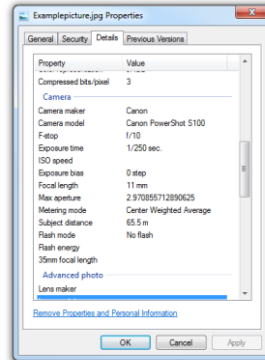 Examplepicture.jpg Properties
General Security Details Previous Versions
Property Value
Compressed bits/pixel 3
Camera
Camera maker Canon
Camera model Canon PowerShot S100
F-stop f/10
Exposure time 1/250 sec.
ISO speed
Exposure bias 0 step
Focal length 11 mm
Max aperture 2.970855712890625
Metering mode Center Weighted Average
Subject distance 65.5 m
Flash mode No flash
Flash energy
35mm focal length
Advanced photo
Lens maker
Remove Properties and Personal Information
OK Cancel Apply